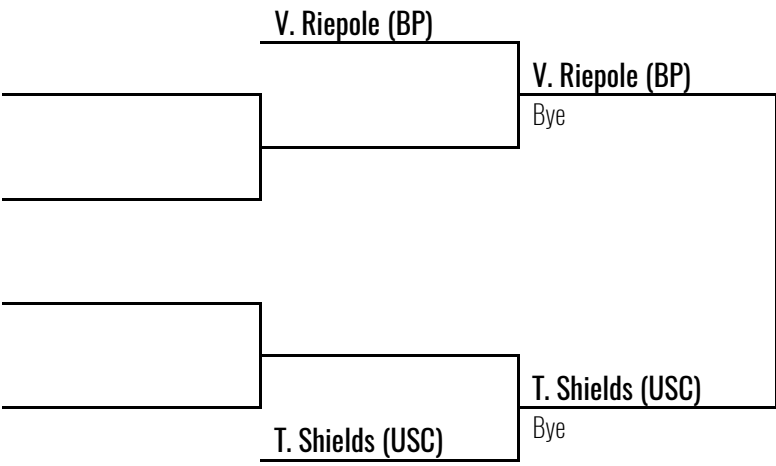 V. Riepole (BP)
V. Riepole (BP)
Bye
T. Shields (USC)
Bye
T. Shields (USC)